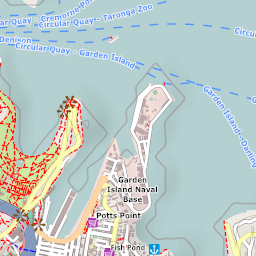 Circular Quay - Cremorne Point
Circular Quay - Taronga Zoo
Denison
Circular Quay - Garden Island
Circular
Garden Island - Darling
Garden
Island Naval
Base
Potts Point
Fish Pond